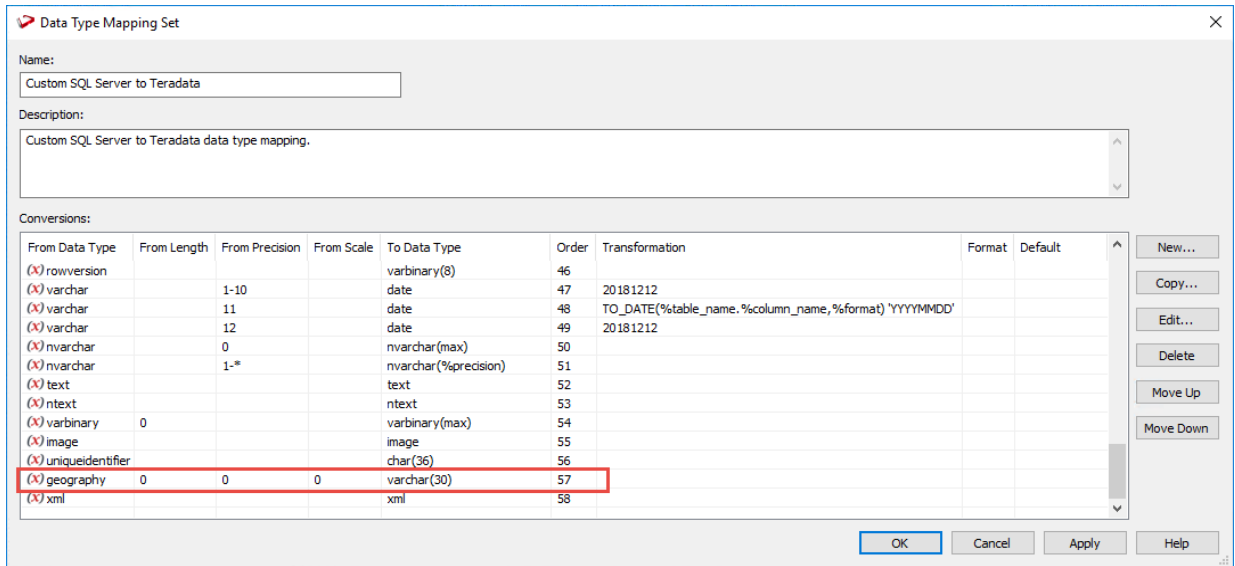 Data Type Mapping Set
Name:
Custom SQL Server to Teradata
Description:
Custom SQL Server to Teradata data type mapping.
Conversions:
From Data Type From Length From Precision From Scale To Data Type Order Transformation Format Default
(x) rowversion varbinary(8) 46
(x) varchar 1-10 date 47 20181212
(x) varchar 11 date 48 TO_DATE(%table_name.%column_name,%format) 'YYYYMMDD'
(x) varchar 12 date 49 20181212
(x) nvarchar 0 nvarchar(max) 50
(x) nvarchar 1-* nvarchar(%precision) 51
(x) text text 52
(x) ntext ntext 53
(x) varbinary 0 varbinary(max) 54
(x) image image 55
(x) uniqueidentifier char(36) 56
(x) geography 0 0 0 varchar(30) 57
(x) xml xml 58
New...
Copy...
Edit...
Delete
Move Up
Move Down
OK Cancel Apply Help